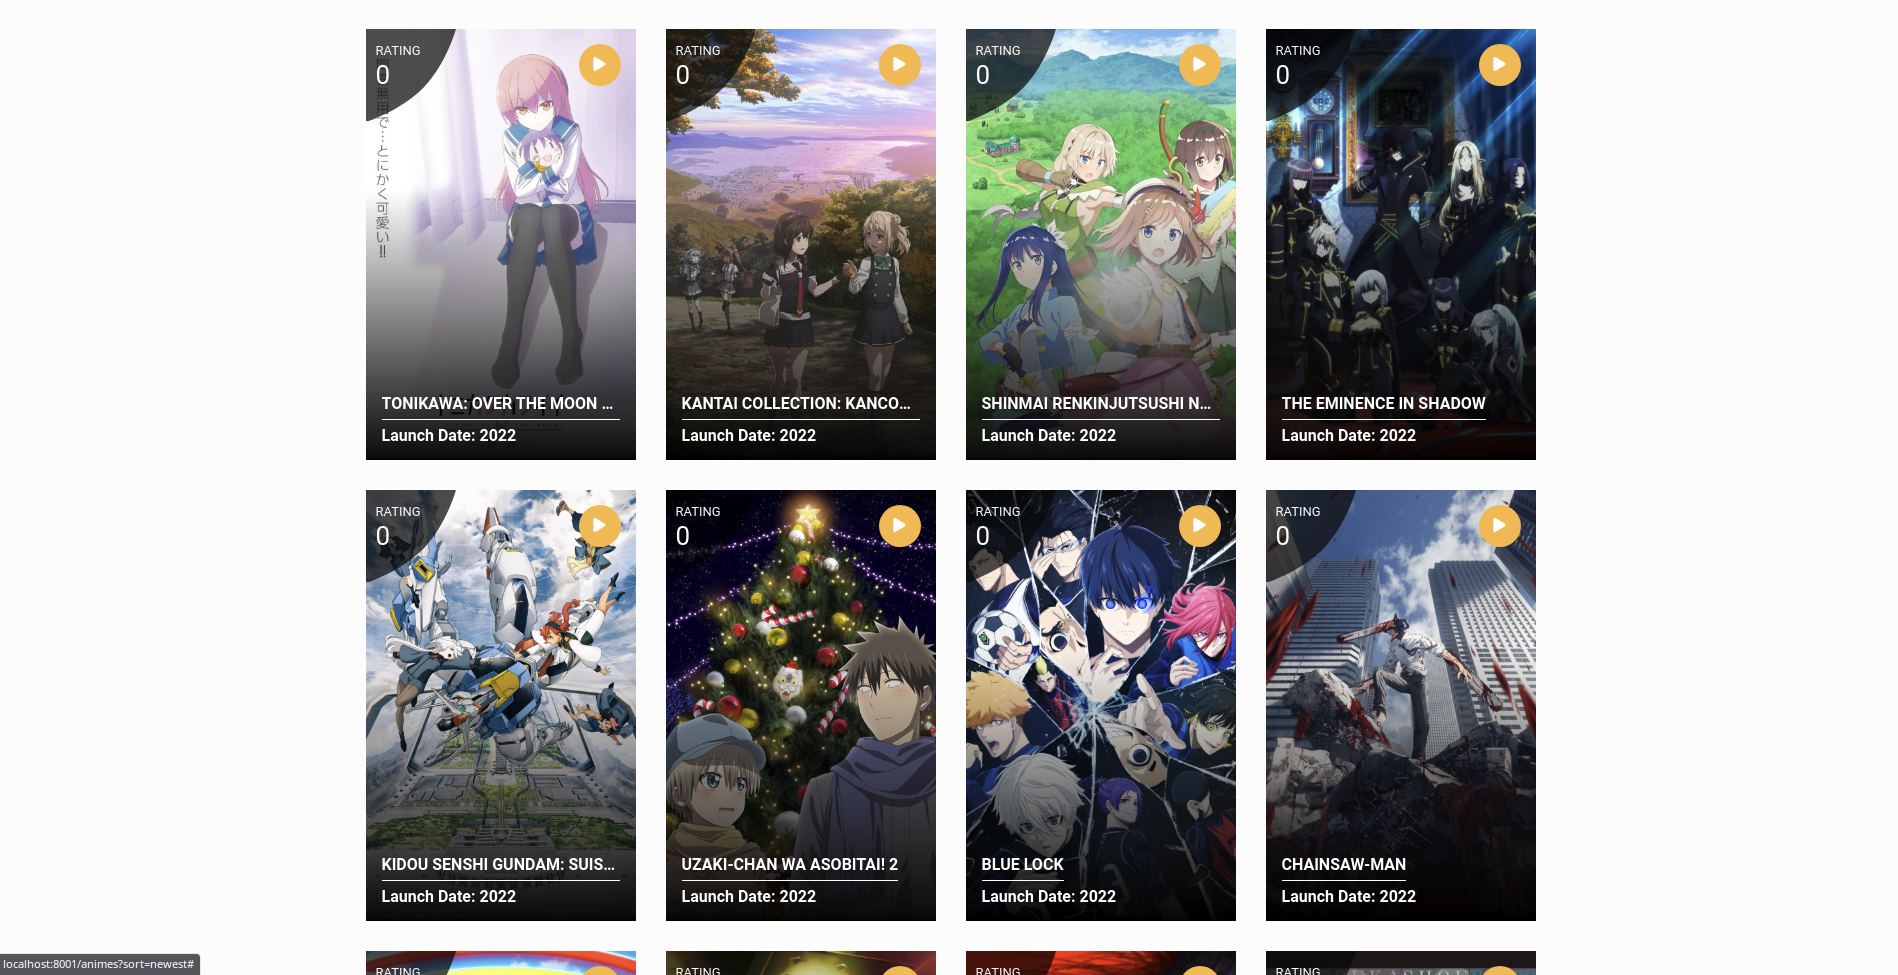 RATING
0
無用で…とにかく可愛い!!
TONIKAWA: OVER THE MOON ...
Launch Date: 2022
RATING
0
KANTAI COLLECTION: KANCO...
Launch Date: 2022
RATING
0
SHINMAI RENKINJUTSUSHI N...
Launch Date: 2022
RATING
0
THE EMINENCE IN SHADOW
Launch Date: 2022
RATING
0
KIDOU SENSHI GUNDAM: SUIS...
Launch Date: 2022
RATING
0
UZAKI-CHAN WA ASOBITAI! 2
Launch Date: 2022
RATING
0
BLUE LOCK
Launch Date: 2022
RATING
0
CHAINSAW-MAN
Launch Date: 2022
RATING
RATING
RATING
RATING
localhost:8001/animes?sort=newest#